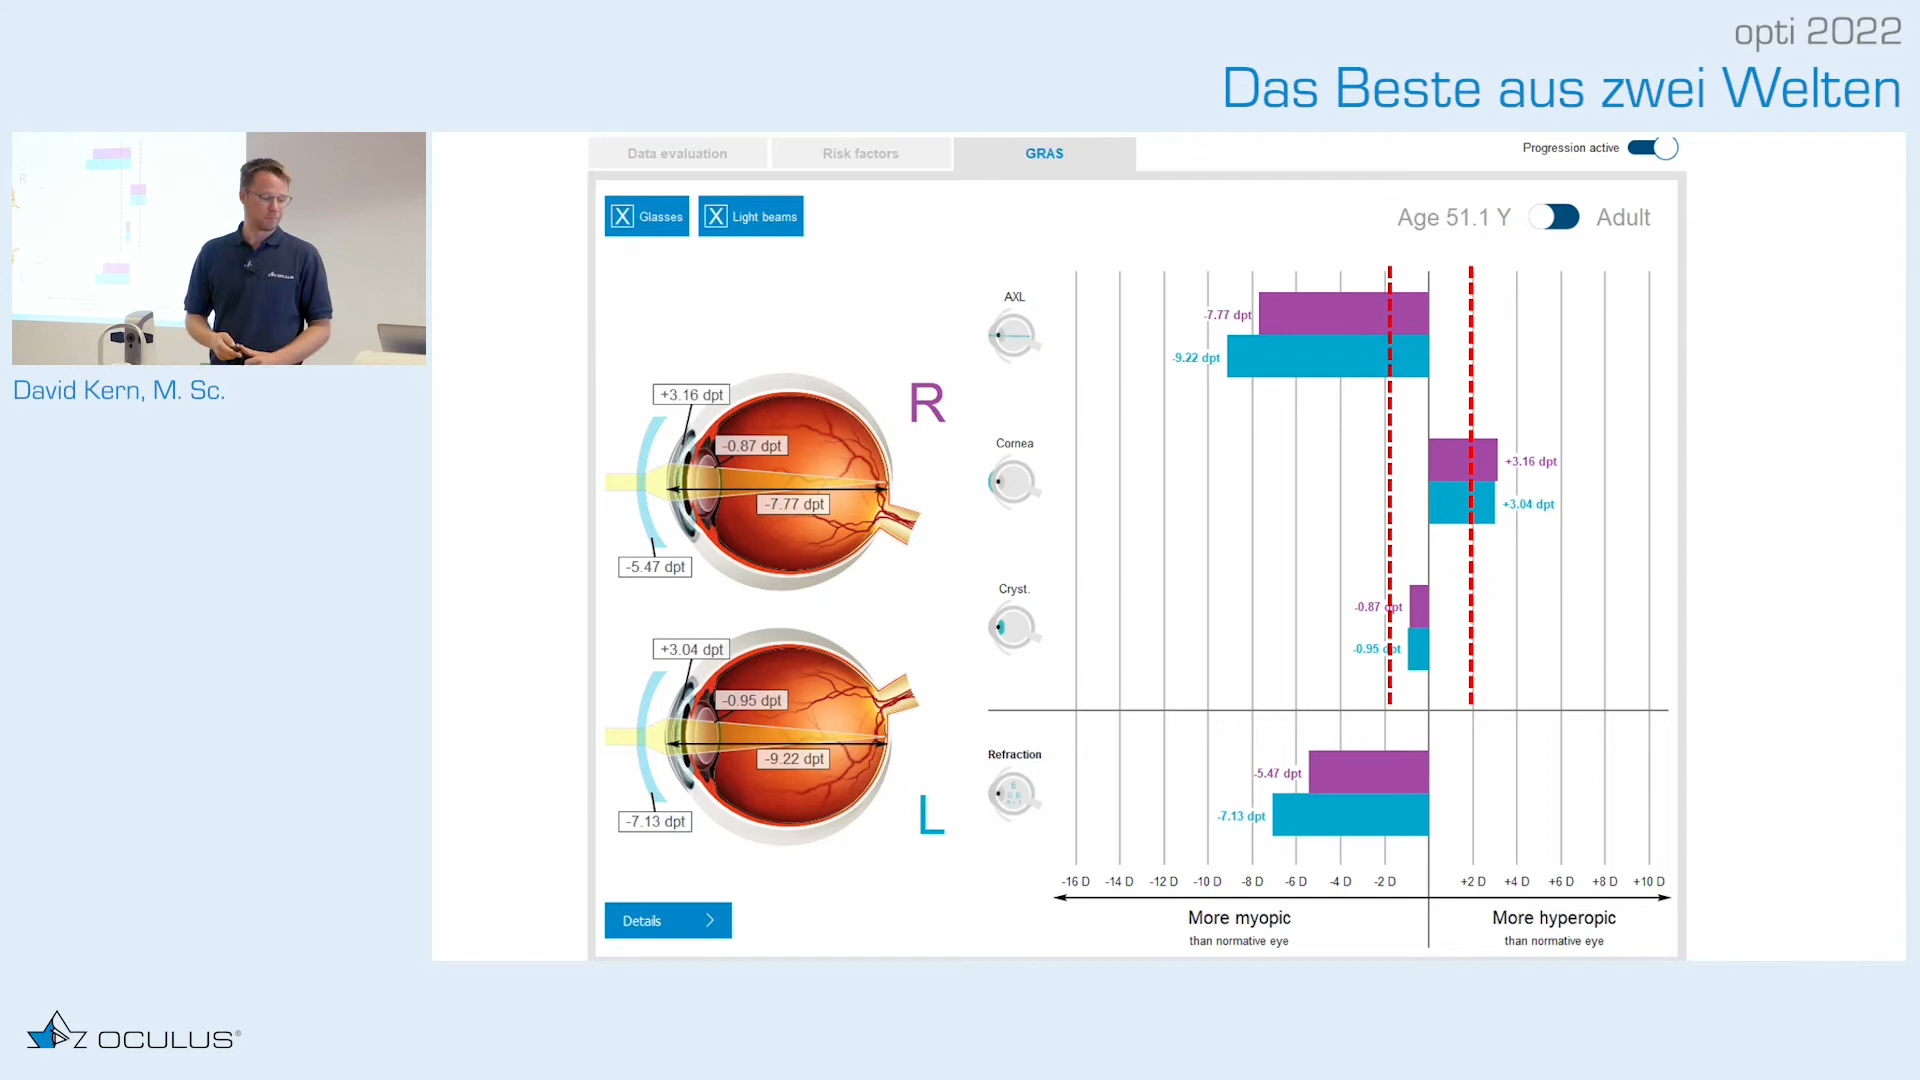 opti 2022
Das Beste aus zwei Welten
David Kern, M. Sc.
Data evaluation
Risk factors
GRAS
Progression active
X Glasses
X Light beams
Age 51.1 Y
Adult
+3.16 dpt
-0.87 dpt
-7.77 dpt
-5.47 dpt
R
+3.04 dpt
-0.95 dpt
-9.22 dpt
-7.13 dpt
L
AXL
-7.77 dpt
-9.22 dpt
Cornea
+3.16 dpt
+3.04 dpt
Cryst.
-0.87 dpt
-0.95 dpt
Refraction
-5.47 dpt
-7.13 dpt
-16 D -14 D -12 D -10 D -8 D -6 D -4 D -2 D +2 D +4 D +6 D +8 D +10 D
More myopic
than normative eye
More hyperopic
than normative eye
Details
OCULUS®